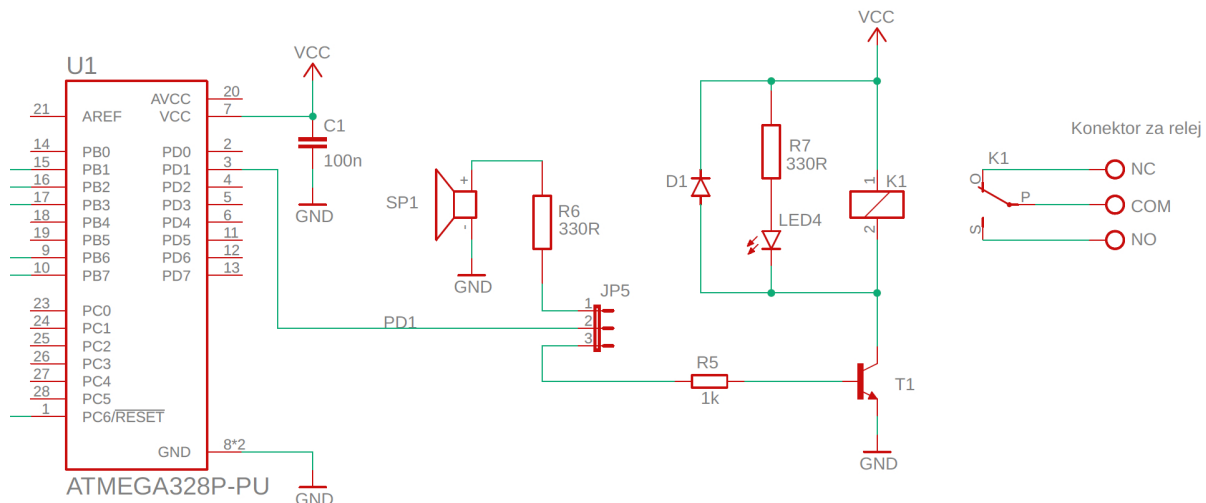 U1
VCC
AVCC 20
21 AREF VCC 7
C1
100n
GND
14 PB0 PD0 2
15 PB1 PD1 3
16 PB2 PD2 4
17 PB3 PD3 5
18 PB4 PD4 6
19 PB5 PD5 11
9 PB6 PD6 12
10 PB7 PD7 13
23 PC0
24 PC1
25 PC2
26 PC3
27 PC4
28 PC5
1 PC6/RESET
GND 8*2
GND
ATMEGA328P-PU
PD1
SP1
+
-
GND
R6
330R
JP5
1
2
3
R5
1k
VCC
D1
R7
330R
LED4
1
K1
2
T1
GND
Konektor za relej
K1
O
P
S
NC
COM
NO